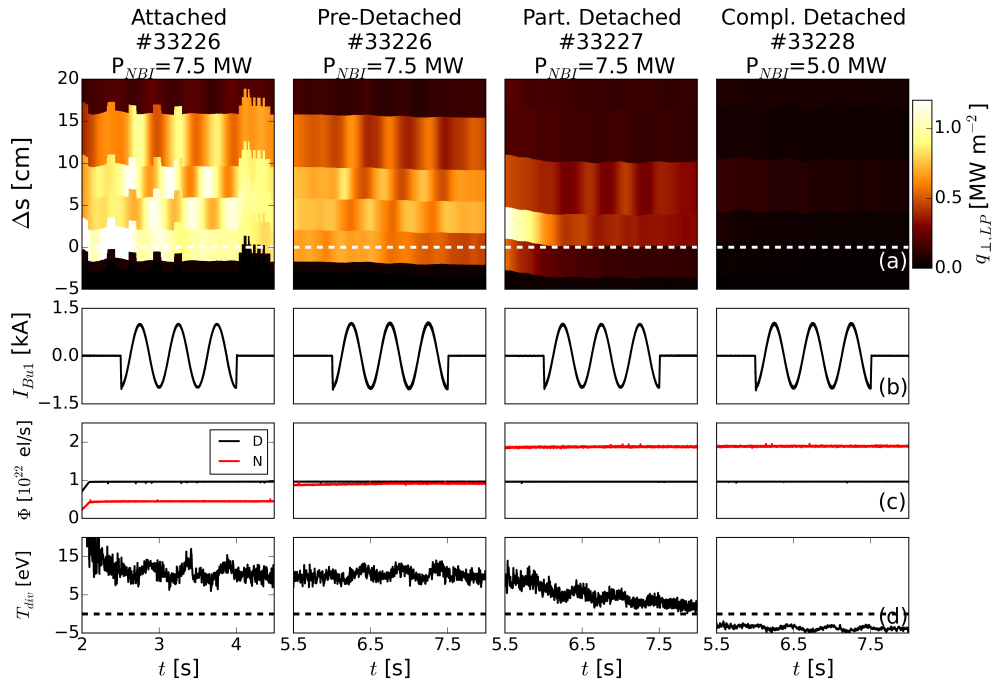 Attached Pre-Detached Part. Detached Compl. Detached
#33226 #33226 #33227 #33228
P_NBI=7.5 MW P_NBI=7.5 MW P_NBI=7.5 MW P_NBI=5.0 MW
20
15
10
5
0
−5
Δs [cm]
(a)
1.0
0.5
0.0
q_⊥,LP [MW m⁻²]
1.5
0.0
−1.5
I_Bu1 [kA]
(b)
2
1
0
Φ [10²² el/s]
D
N
(c)
15
5
−5
T_div [eV]
(d)
2 3 4 5.5 6.5 7.5 5.5 6.5 7.5 5.5 6.5 7.5
t [s] t [s] t [s] t [s]